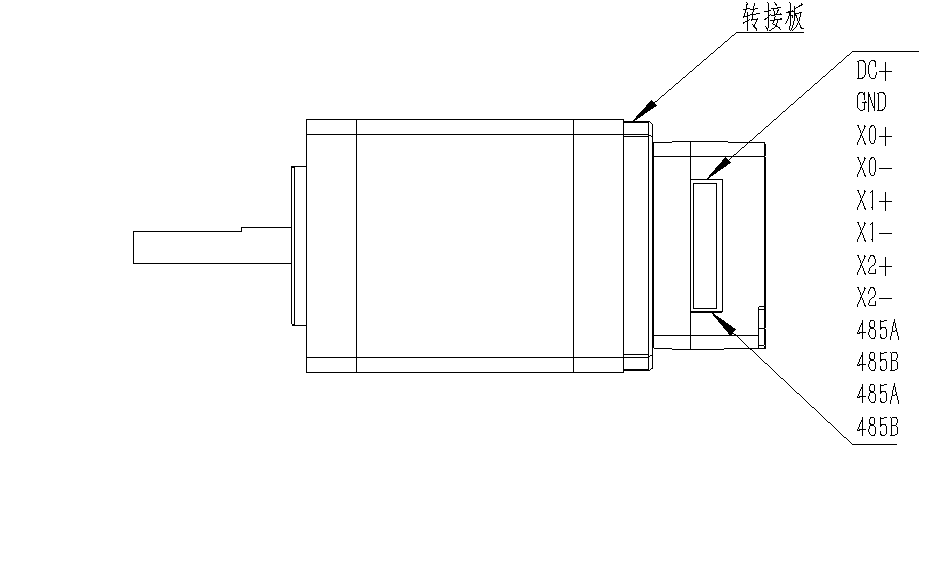 转接板
DC+
GND
X0+
X0-
X1+
X1-
X2+
X2-
485A
485B
485A
485B